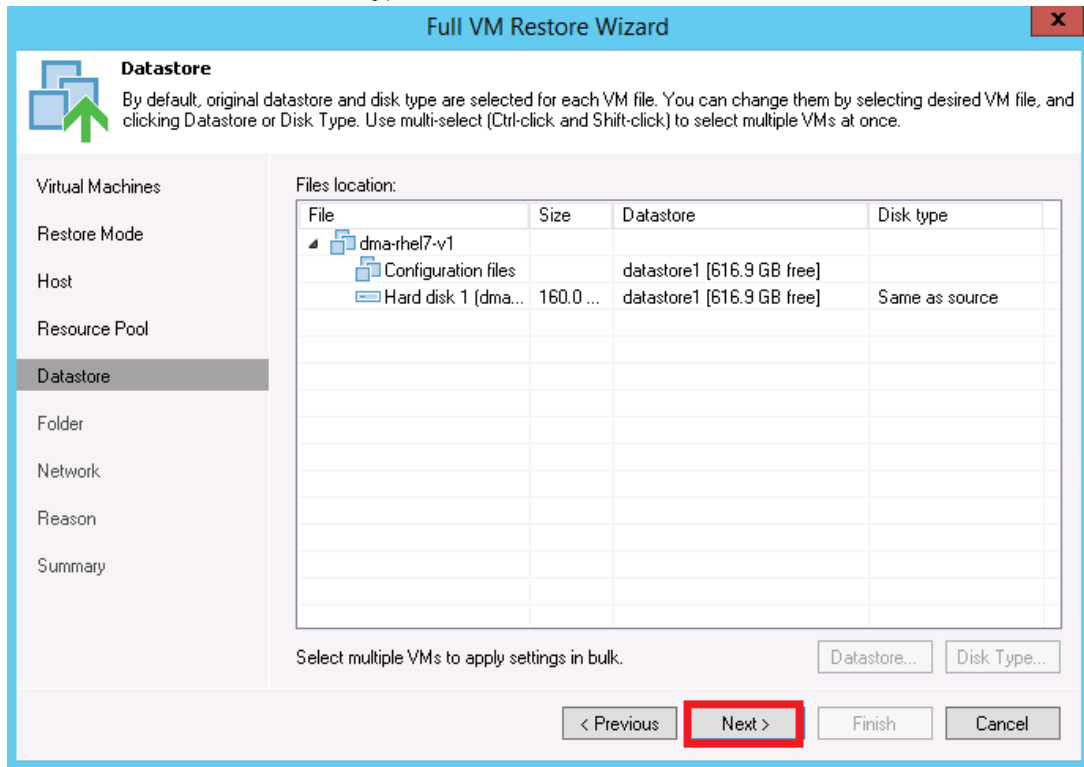 Full VM Restore Wizard
x
Datastore
By default, original datastore and disk type are selected for each VM file. You can change them by selecting desired VM file, and
clicking Datastore or Disk Type. Use multi-select (Ctrl-click and Shift-click) to select multiple VMs at once.
Virtual Machines
Restore Mode
Host
Resource Pool
Datastore
Folder
Network
Reason
Summary
Files location:
File Size Datastore Disk type
dma-rhel7-v1
Configuration files datastore1 [616.9 GB free]
Hard disk 1 (dma... 160.0 ... datastore1 [616.9 GB free] Same as source
Select multiple VMs to apply settings in bulk.
Datastore... Disk Type...
< Previous Next > Finish Cancel